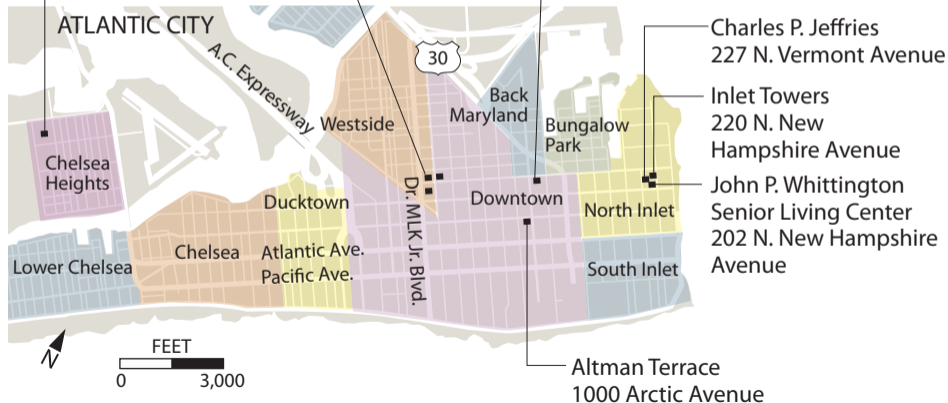 ATLANTIC CITY
A.C. Expressway
30
Westside
Back
Maryland
Bungalow
Park
Chelsea
Heights
Ducktown
Dr. MLK Jr. Blvd.
Downtown
North Inlet
Lower Chelsea
Chelsea
Atlantic Ave.
Pacific Ave.
South Inlet
Charles P. Jeffries
227 N. Vermont Avenue
Inlet Towers
220 N. New
Hampshire Avenue
John P. Whittington
Senior Living Center
202 N. New Hampshire
Avenue
Altman Terrace
1000 Arctic Avenue
N
FEET
0 3,000